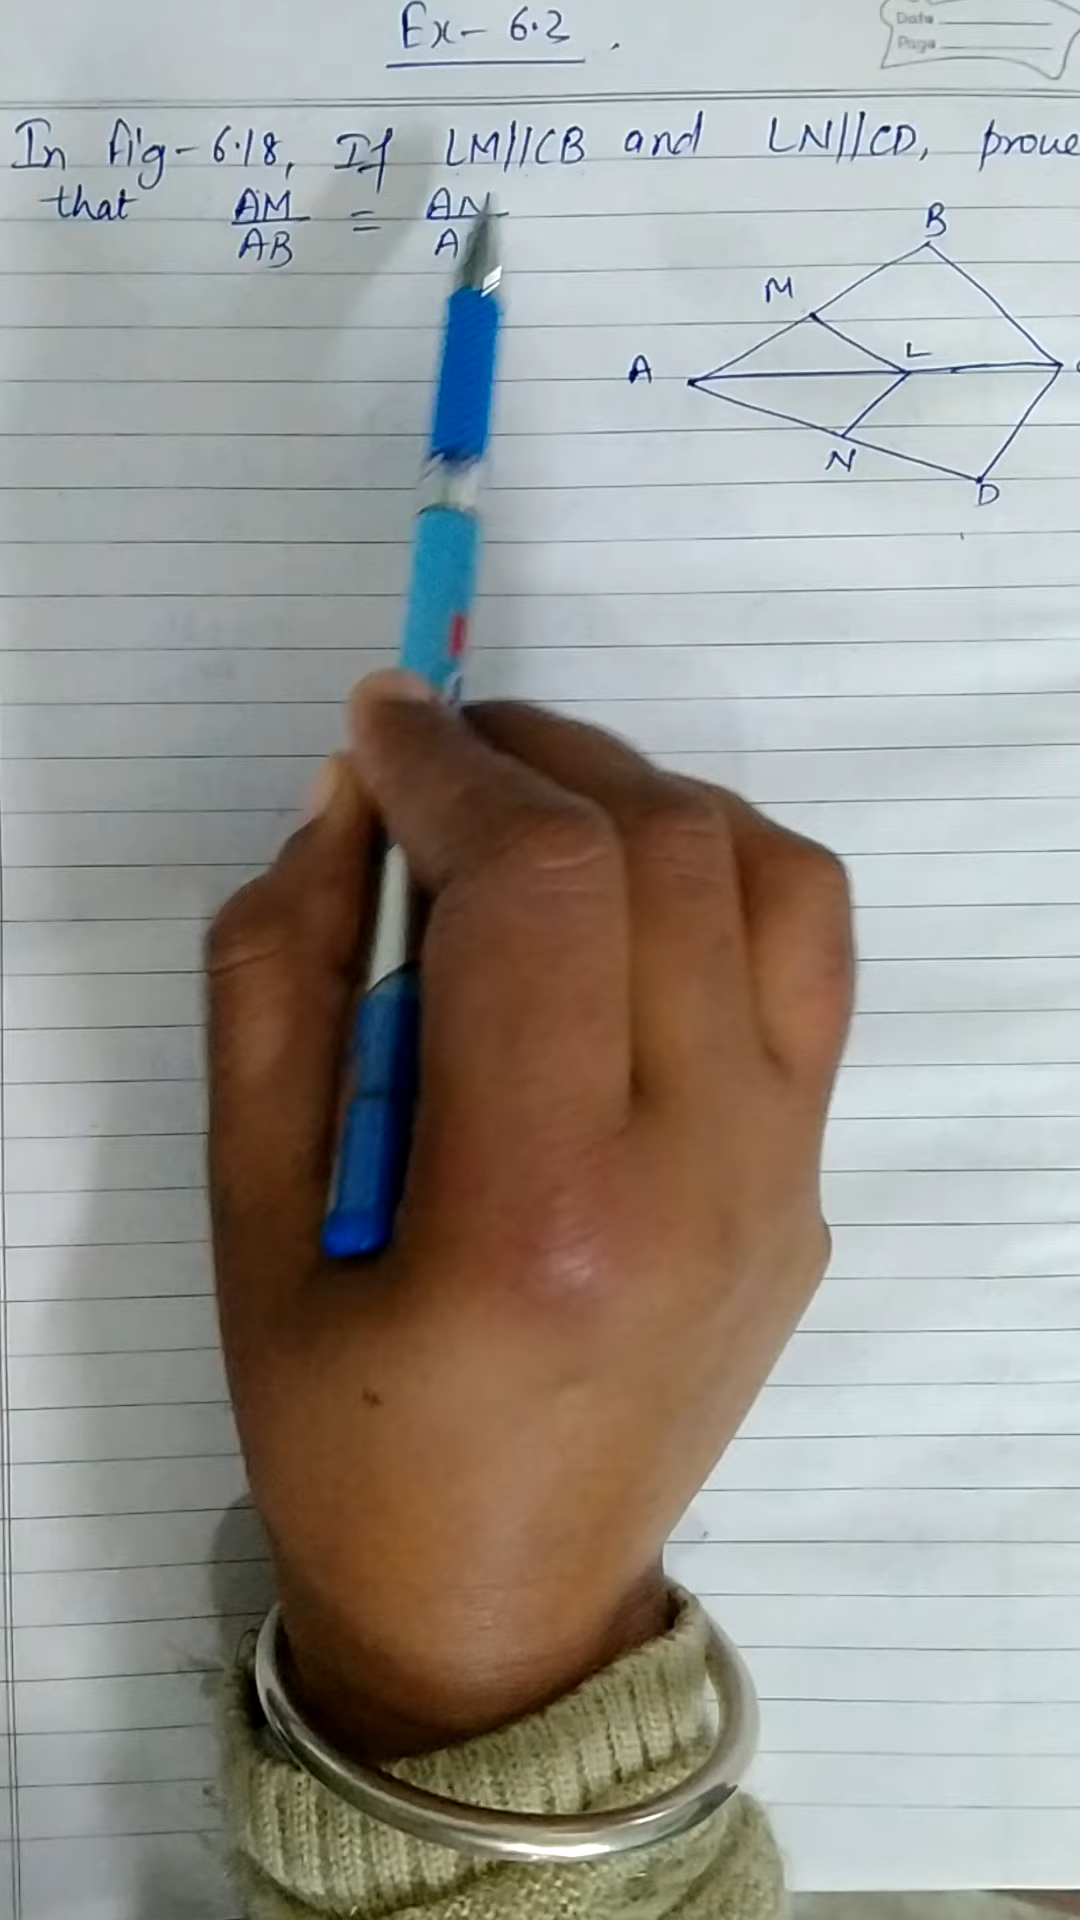 Ex- 6.2
Date
Page
In fig-6.18, If LM//CB and LN//CD, prove
that AM/AB = AN/A
B
M
L
A
N
D